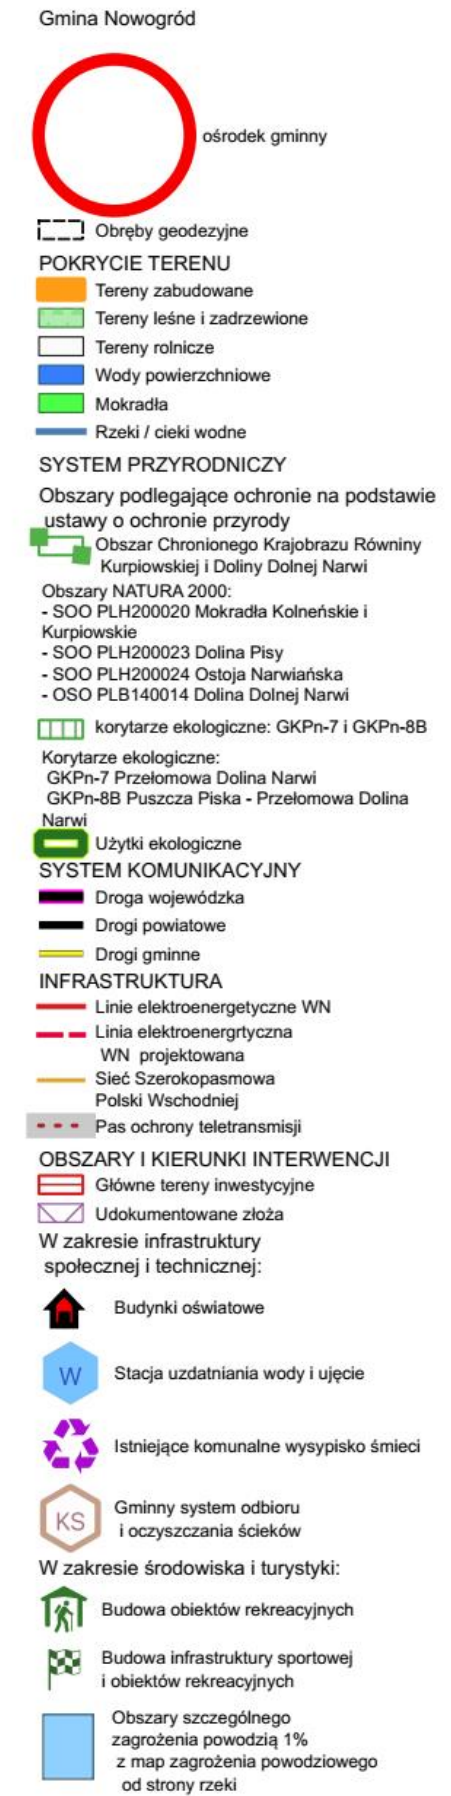 Gmina Nowogród
ośrodek gminny
Obręby geodezyjne
POKRYCIE TERENU
Tereny zabudowane
Tereny leśne i zadrzewione
Tereny rolnicze
Wody powierzchniowe
Mokradła
Rzeki / cieki wodne
SYSTEM PRZYRODNICZY
Obszary podlegające ochronie na podstawie
ustawy o ochronie przyrody
Obszar Chronionego Krajobrazu Równiny
Kurpiowskiej i Doliny Dolnej Narwi
Obszary NATURA 2000:
- SOO PLH200020 Mokradła Kolneńskie i
Kurpiowskie
- SOO PLH200023 Dolina Pisy
- SOO PLH200024 Ostoja Narwiańska
- OSO PLB140014 Dolina Dolnej Narwi
korytarze ekologiczne: GKPn-7 i GKPn-8B
Korytarze ekologiczne:
GKPn-7 Przełomowa Dolina Narwi
GKPn-8B Puszcza Piska - Przełomowa Dolina
Narwi
Użytki ekologiczne
SYSTEM KOMUNIKACYJNY
Droga wojewódzka
Drogi powiatowe
Drogi gminne
INFRASTRUKTURA
Linie elektroenergetyczne WN
Linia elektroenergrtyczna
WN projektowana
Sieć Szerokopasmowa
Polski Wschodniej
Pas ochrony teletransmisji
OBSZARY I KIERUNKI INTERWENCJI
Główne tereny inwestycyjne
Udokumentowane złoża
W zakresie infrastruktury
społecznej i technicznej:
Budynki oświatowe
W
Stacja uzdatniania wody i ujęcie
Istniejące komunalne wysypisko śmieci
KS
Gminny system odbioru
i oczyszczania ścieków
W zakresie środowiska i turystyki:
Budowa obiektów rekreacyjnych
Budowa infrastruktury sportowej
i obiektów rekreacyjnych
Obszary szczególnego
zagrożenia powodzią 1%
z map zagrożenia powodziowego
od strony rzeki